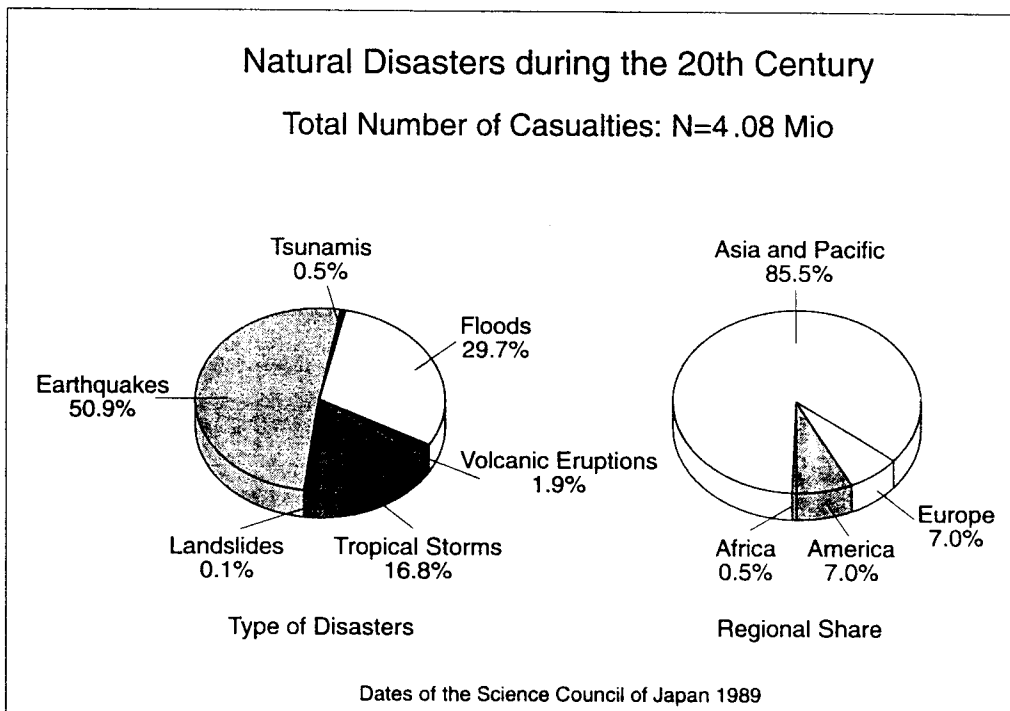 Natural Disasters during the 20th Century
Total Number of Casualties: N=4.08 Mio
Tsunamis
0.5%
Floods
29.7%
Earthquakes
50.9%
Volcanic Eruptions
1.9%
Landslides
0.1%
Tropical Storms
16.8%
Type of Disasters
Asia and Pacific
85.5%
Europe
7.0%
Africa
0.5%
America
7.0%
Regional Share
Dates of the Science Council of Japan 1989